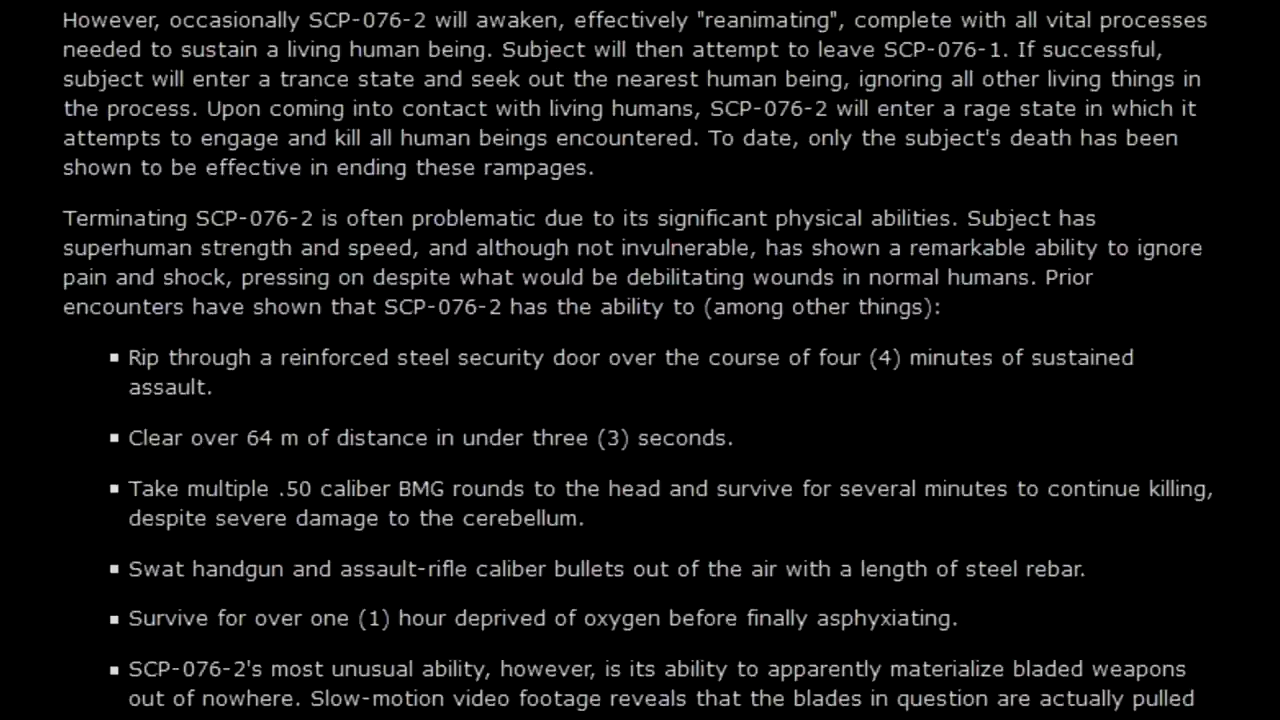 However, occasionally SCP-076-2 will awaken, effectively "reanimating", complete with all vital processes
needed to sustain a living human being. Subject will then attempt to leave SCP-076-1. If successful,
subject will enter a trance state and seek out the nearest human being, ignoring all other living things in
the process. Upon coming into contact with living humans, SCP-076-2 will enter a rage state in which it
attempts to engage and kill all human beings encountered. To date, only the subject's death has been
shown to be effective in ending these rampages.
Terminating SCP-076-2 is often problematic due to its significant physical abilities. Subject has
superhuman strength and speed, and although not invulnerable, has shown a remarkable ability to ignore
pain and shock, pressing on despite what would be debilitating wounds in normal humans. Prior
encounters have shown that SCP-076-2 has the ability to (among other things):
▪ Rip through a reinforced steel security door over the course of four (4) minutes of sustained
assault.
▪ Clear over 64 m of distance in under three (3) seconds.
▪ Take multiple .50 caliber BMG rounds to the head and survive for several minutes to continue killing,
despite severe damage to the cerebellum.
▪ Swat handgun and assault-rifle caliber bullets out of the air with a length of steel rebar.
▪ Survive for over one (1) hour deprived of oxygen before finally asphyxiating.
▪ SCP-076-2's most unusual ability, however, is its ability to apparently materialize bladed weapons
out of nowhere. Slow-motion video footage reveals that the blades in question are actually pulled